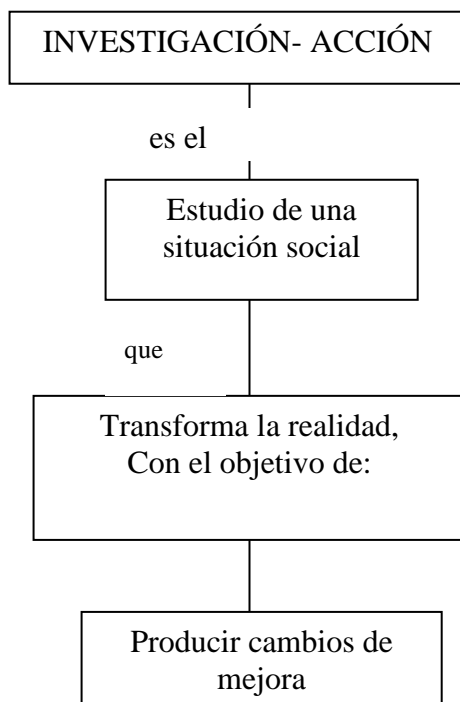 INVESTIGACIÓN- ACCIÓN
es el
Estudio de una
situación social
que
Transforma la realidad,
Con el objetivo de:
Producir cambios de
mejora